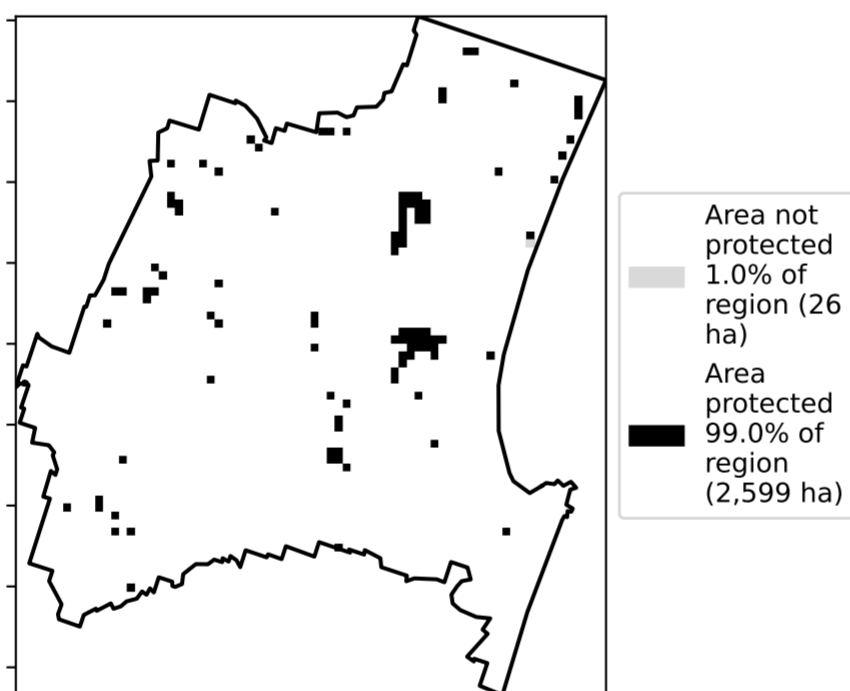 Area not
protected
1.0% of
region (26
ha)
Area
protected
99.0% of
region
(2,599 ha)